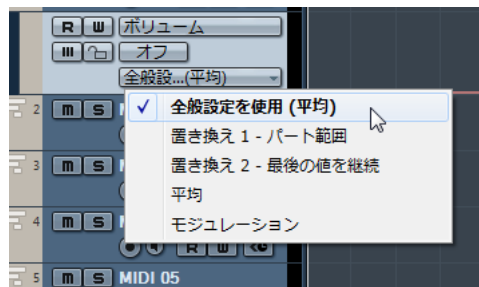 R W ボリューム
オフ
全般設...(平均)
✓ 全般設定を使用 (平均)
置き換え 1 - パート範囲
置き換え 2 - 最後の値を継続
平均
モジュレーション
2 m S
3 m S
4 m S
R W
5 m S MIDI 05